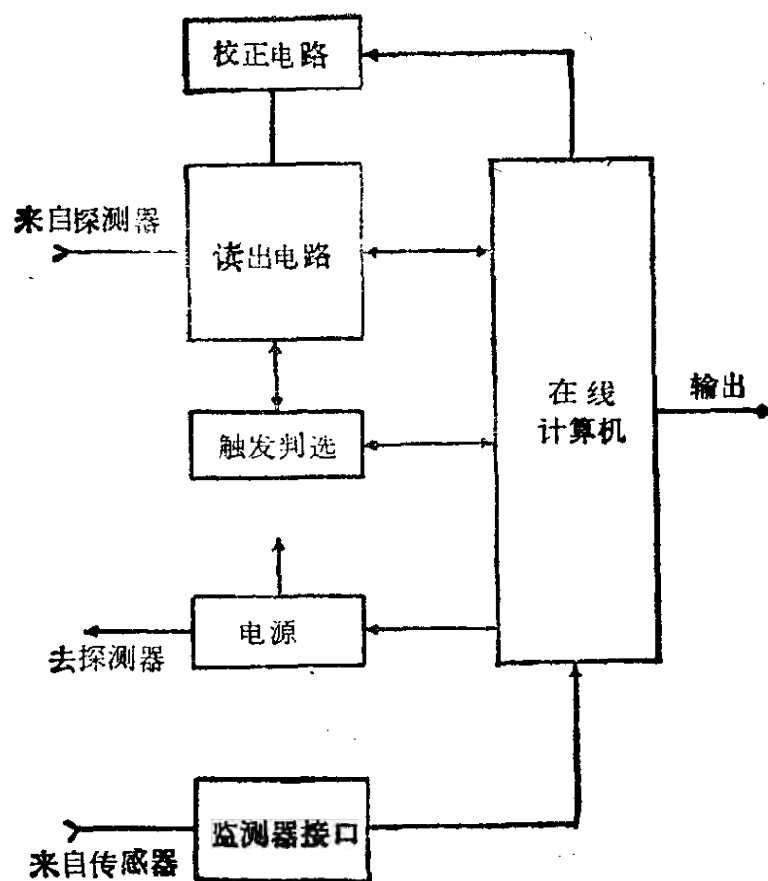 校正电路
来自探测器
读出电路
在线
计算机
输出
触发判选
电源
去探测器
监测器接口
来自传感器